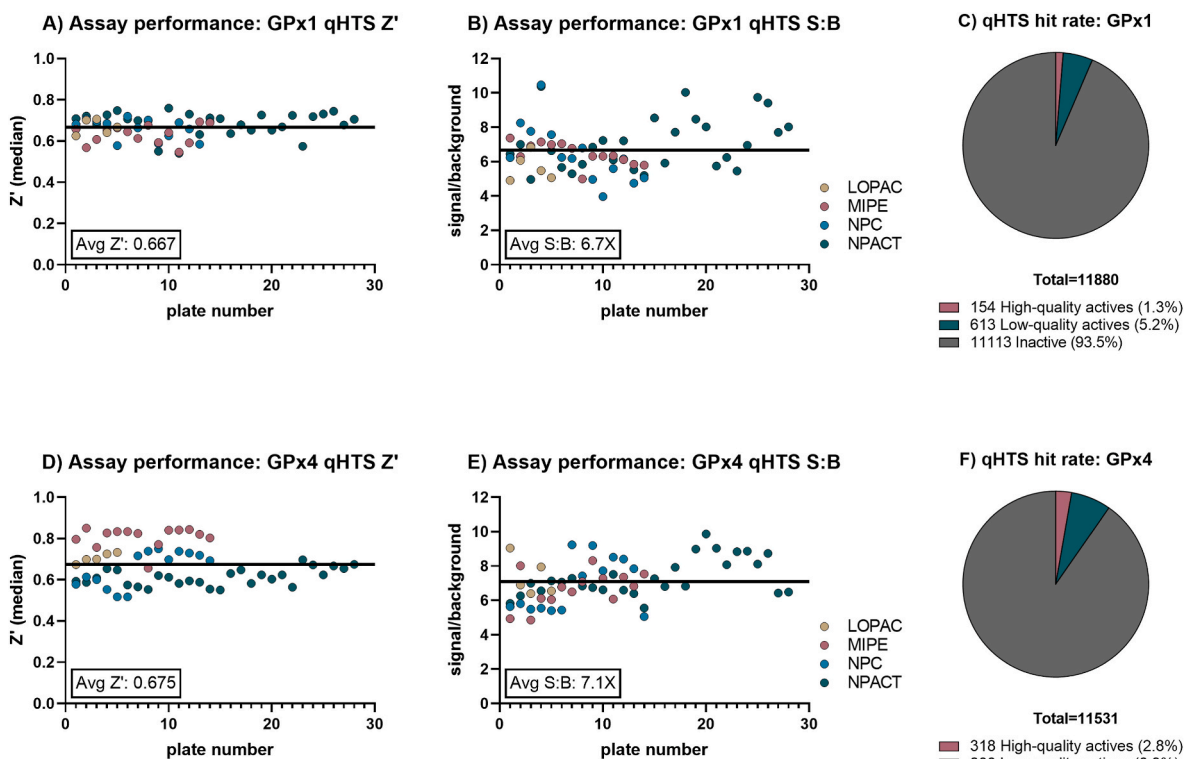 A) Assay performance: GPx1 qHTS Z'
1.0
0.8
0.6
0.4
0.2
0.0
Z' (median)
Avg Z': 0.667
0 10 20 30
plate number
B) Assay performance: GPx1 qHTS S:B
12
10
8
6
4
2
0
signal/background
Avg S:B: 6.7X
0 10 20 30
plate number
LOPAC
MIPE
NPC
NPACT
C) qHTS hit rate: GPx1
Total=11880
154 High-quality actives (1.3%)
613 Low-quality actives (5.2%)
11113 Inactive (93.5%)
D) Assay performance: GPx4 qHTS Z'
1.0
0.8
0.6
0.4
0.2
0.0
Z' (median)
Avg Z': 0.675
0 10 20 30
plate number
E) Assay performance: GPx4 qHTS S:B
12
10
8
6
4
2
0
signal/background
Avg S:B: 7.1X
0 10 20 30
plate number
LOPAC
MIPE
NPC
NPACT
F) qHTS hit rate: GPx4
Total=11531
318 High-quality actives (2.8%)